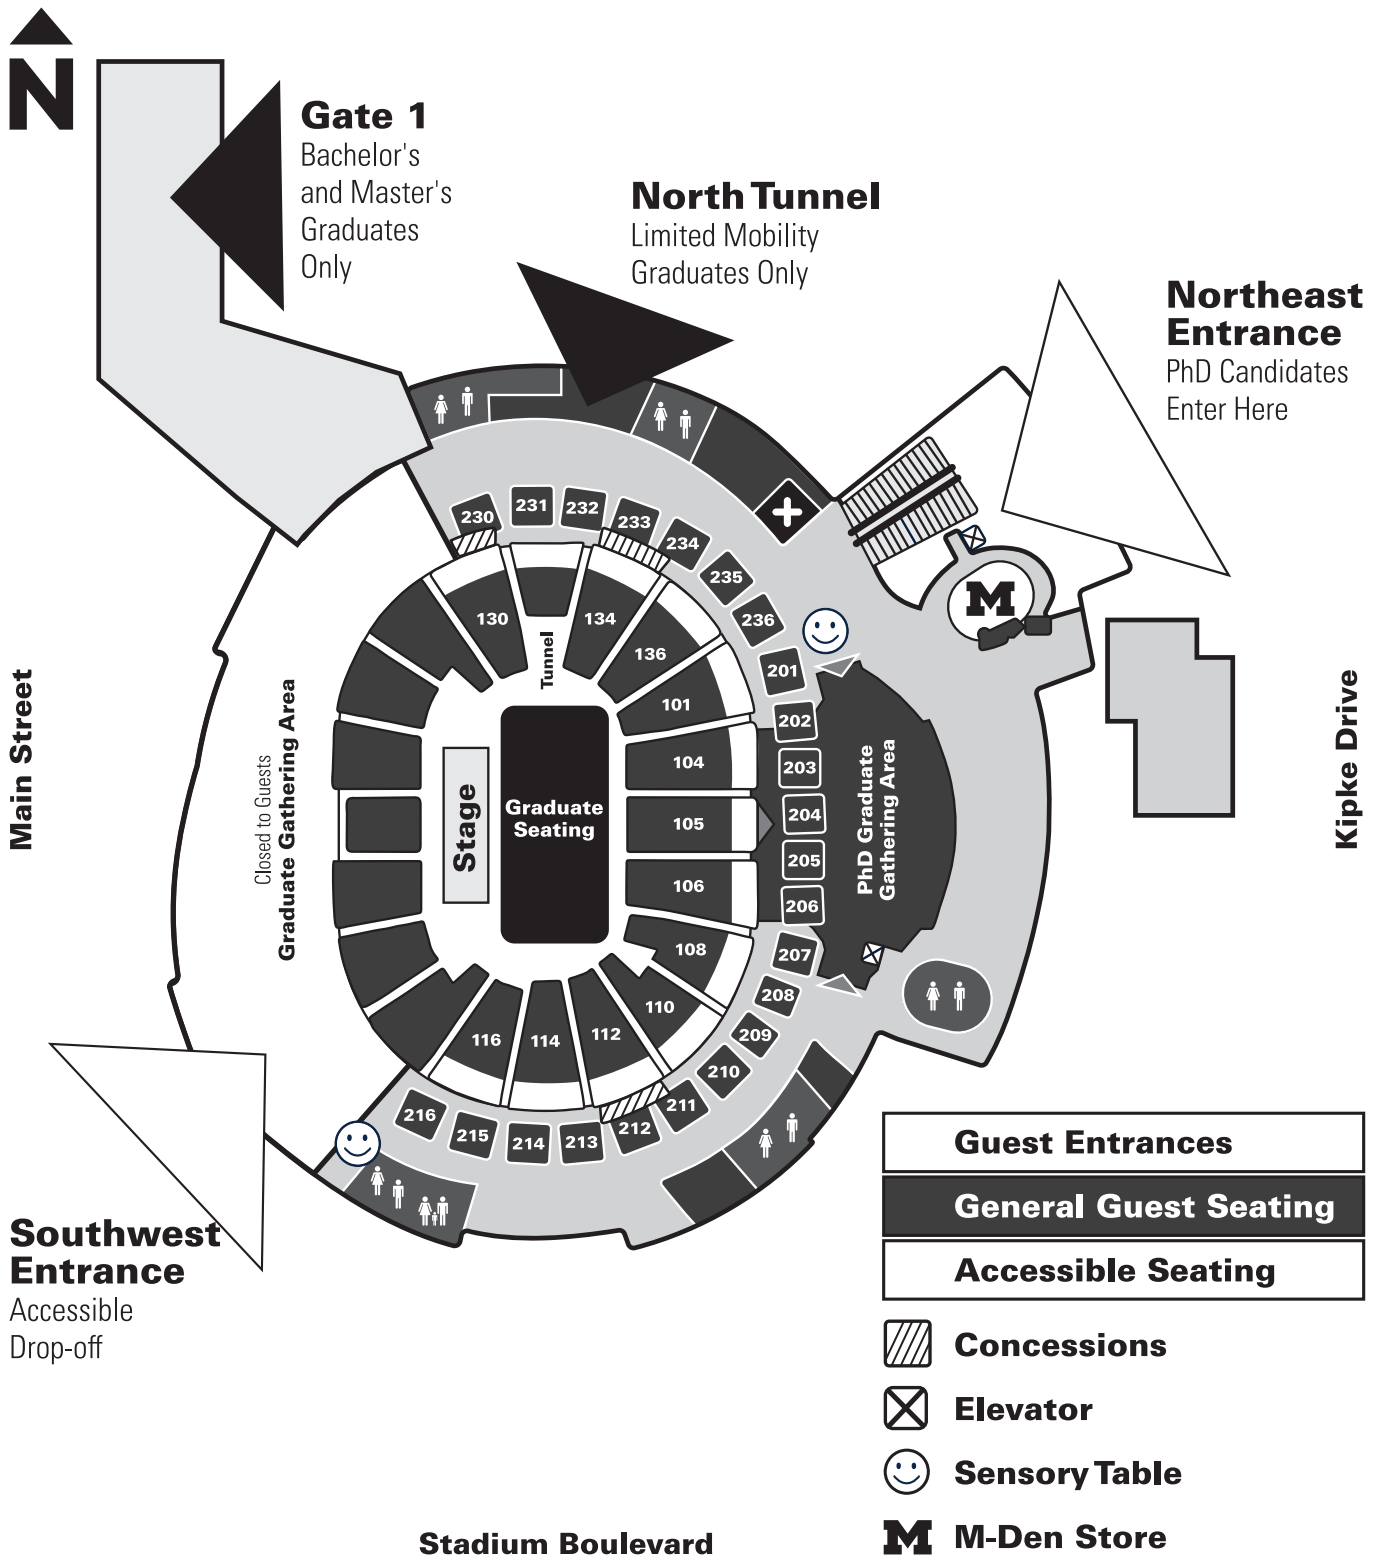 N
Gate 1
Bachelor's
and Master's
Graduates
Only
North Tunnel
Limited Mobility
Graduates Only
Northeast
Entrance
PhD Candidates
Enter Here
230
231
232
233
234
235
236
201
202
203
204
205
206
207
208
209
210
211
212
213
214
215
216
130
134
136
101
104
105
106
108
110
112
114
116
Tunnel
M
Main Street
Closed to Guests
Graduate Gathering Area
Stage
Graduate
Seating
PhD Graduate
Gathering Area
Kipke Drive
Southwest
Entrance
Accessible
Drop-off
Guest Entrances
General Guest Seating
Accessible Seating
Concessions
Elevator
Sensory Table
M M-Den Store
Stadium Boulevard